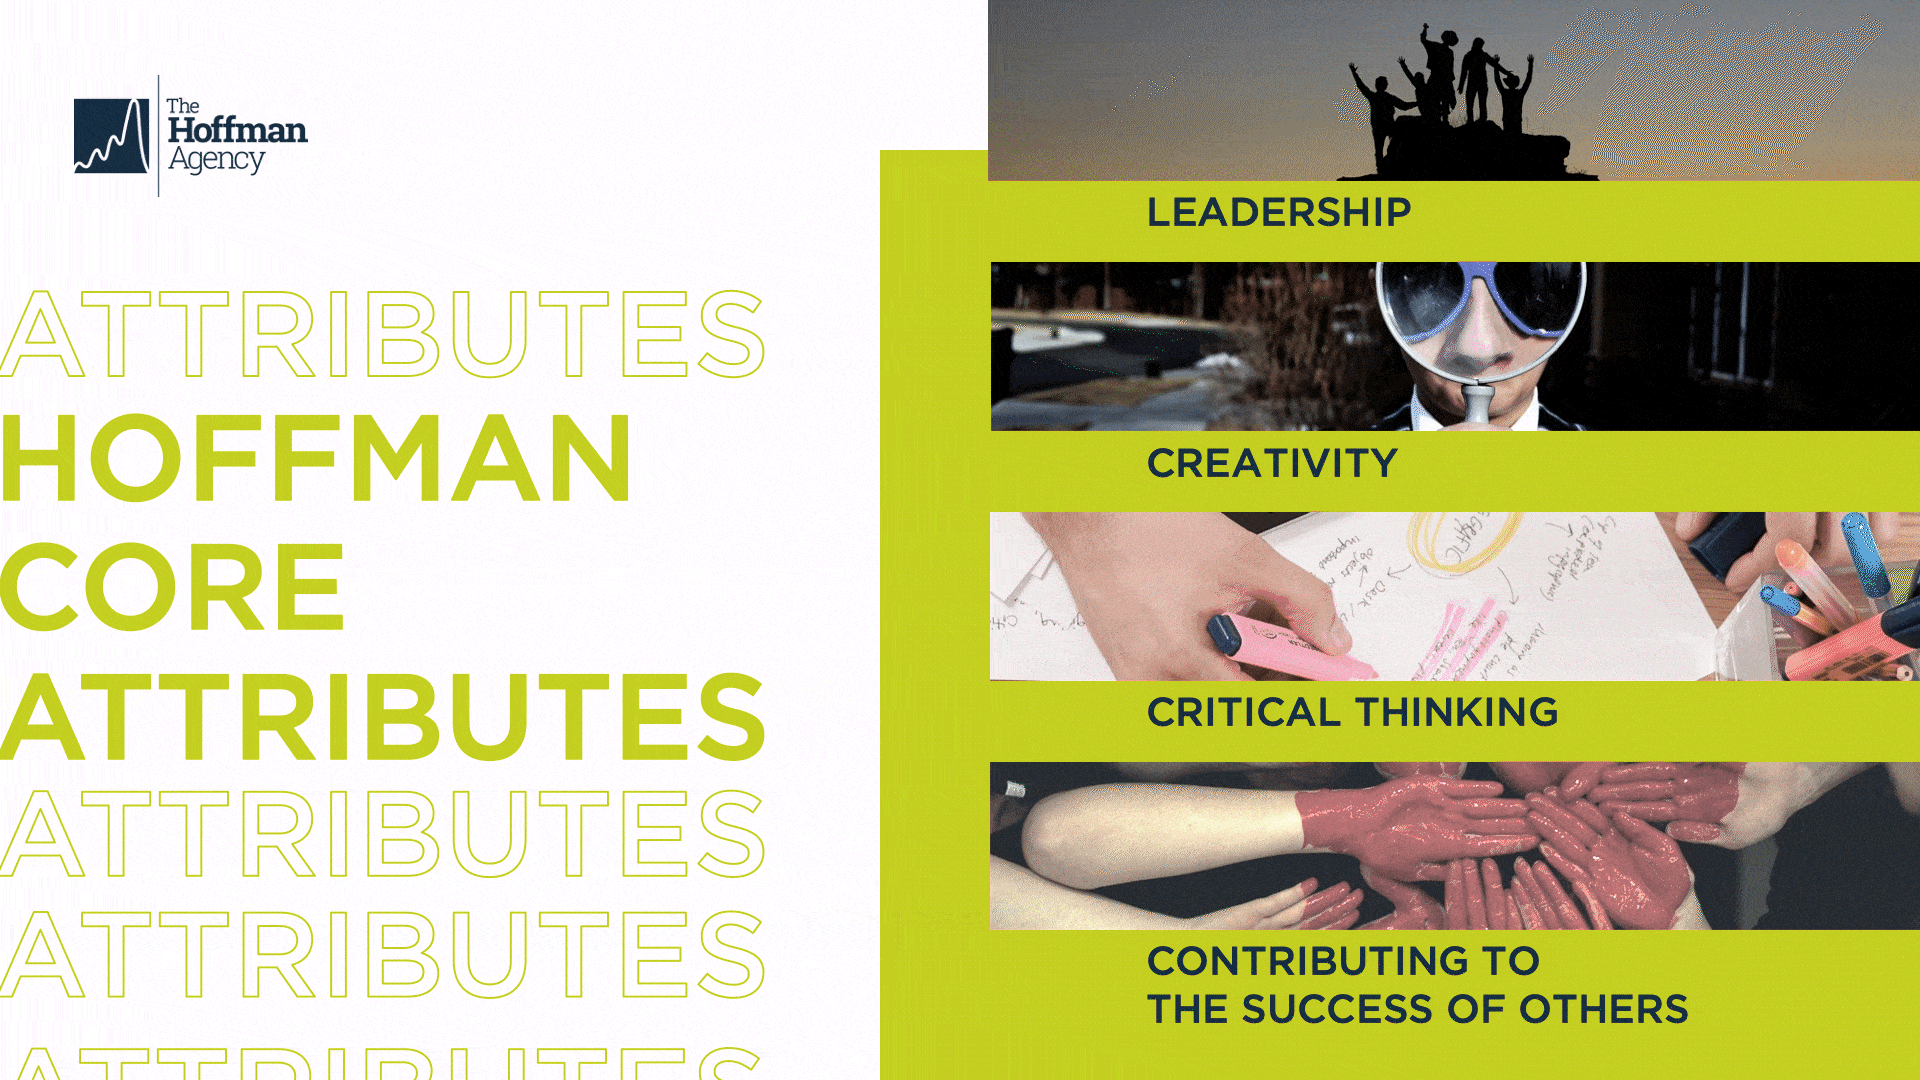 The
Hoffman
Agency
ATTRIBUTES
HOFFMAN
CORE
ATTRIBUTES
ATTRIBUTES
ATTRIBUTES
ATTRIBUTES
LEADERSHIP
CREATIVITY
CRITICAL THINKING
CONTRIBUTING TO
THE SUCCESS OF OTHERS